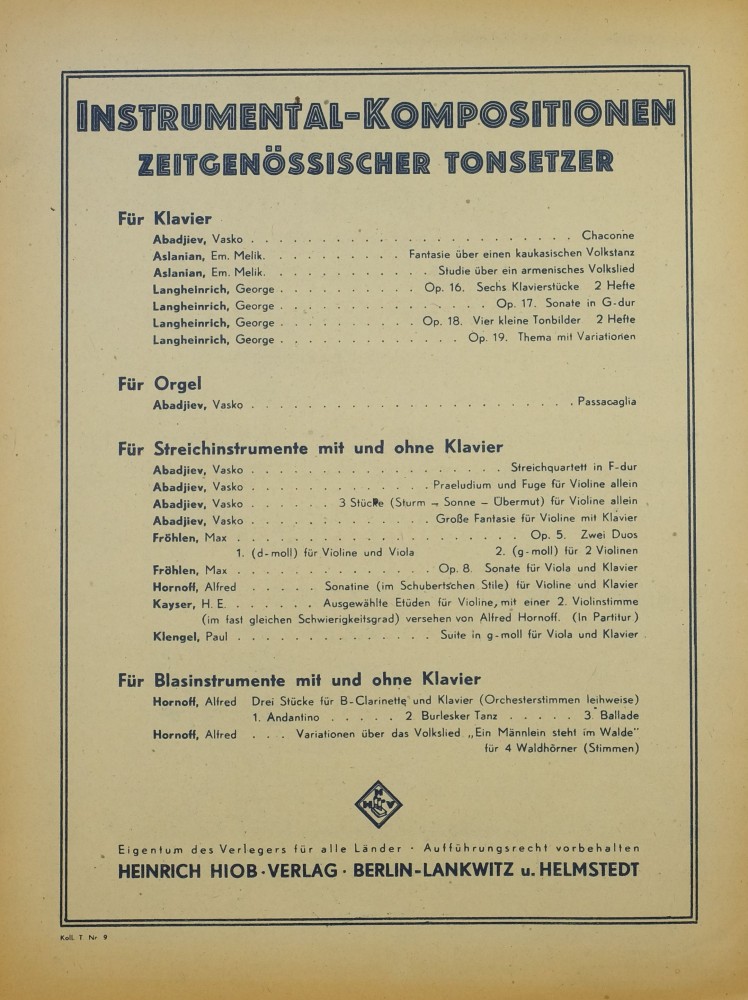 INSTRUMENTAL-KOMPOSITIONEN
ZEITGENÖSSISCHER TONSETZER
Für Klavier
Abadjiev, Vasko . . . . . . . . . . . . . . . . . . . . . . . Chaconne
Aslanian, Em. Melik. . . . . . . . . . Fantasie über einen kaukasischen Volkstanz
Aslanian, Em. Melik. . . . . . . . . . . . Studie über ein armenisches Volkslied
Langheinrich, George . . . . . . . . . . Op. 16. Sechs Klavierstücke 2 Hefte
Langheinrich, George . . . . . . . . . . . . . . . Op. 17. Sonate in G-dur
Langheinrich, George . . . . . . . . . . Op. 18. Vier kleine Tonbilder 2 Hefte
Langheinrich, George . . . . . . . . . . . . . Op. 19. Thema mit Variationen
Für Orgel
Abadjiev, Vasko . . . . . . . . . . . . . . . . . . . . . . . Passacaglia
Für Streichinstrumente mit und ohne Klavier
Abadjiev, Vasko . . . . . . . . . . . . . . . . . . Streichquartett in F-dur
Abadjiev, Vasko . . . . . . . . . . . . . Praeludium und Fuge für Violine allein
Abadjiev, Vasko . . . . . . 3 Stücke (Sturm – Sonne – Übermut) für Violine allein
Abadjiev, Vasko . . . . . . . . . . . . . Große Fantasie für Violine mit Klavier
Fröhlen, Max . . . . . . . . . . . . . . . . . . . . Op. 5. Zwei Duos
1. (d-moll) für Violine und Viola 2. (g-moll) für 2 Violinen
Fröhlen, Max . . . . . . . . . . . . . . Op. 8. Sonate für Viola und Klavier
Hornoff, Alfred . . . . . Sonatine (im Schubert'schen Stile) für Violine und Klavier
Kayser, H. E. . . . . . . Ausgewählte Etüden für Violine, mit einer 2. Violinstimme
(im fast gleichen Schwierigkeitsgrad) versehen von Alfred Hornoff. (In Partitur)
Klengel, Paul . . . . . . . . . . . . . . Suite in g-moll für Viola und Klavier
Für Blasinstrumente mit und ohne Klavier
Hornoff, Alfred Drei Stücke für B-Clarinette und Klavier (Orchesterstimmen leihweise)
1. Andantino . . . . . 2. Burlesker Tanz . . . . . 3. Ballade
Hornoff, Alfred . . . Variationen über das Volkslied „Ein Männlein steht im Walde"
für 4 Waldhörner (Stimmen)
H H V
Eigentum des Verlegers für alle Länder · Aufführungsrecht vorbehalten
HEINRICH HIOB · VERLAG · BERLIN-LANKWITZ u. HELMSTEDT
Koll. T. Nr. 9